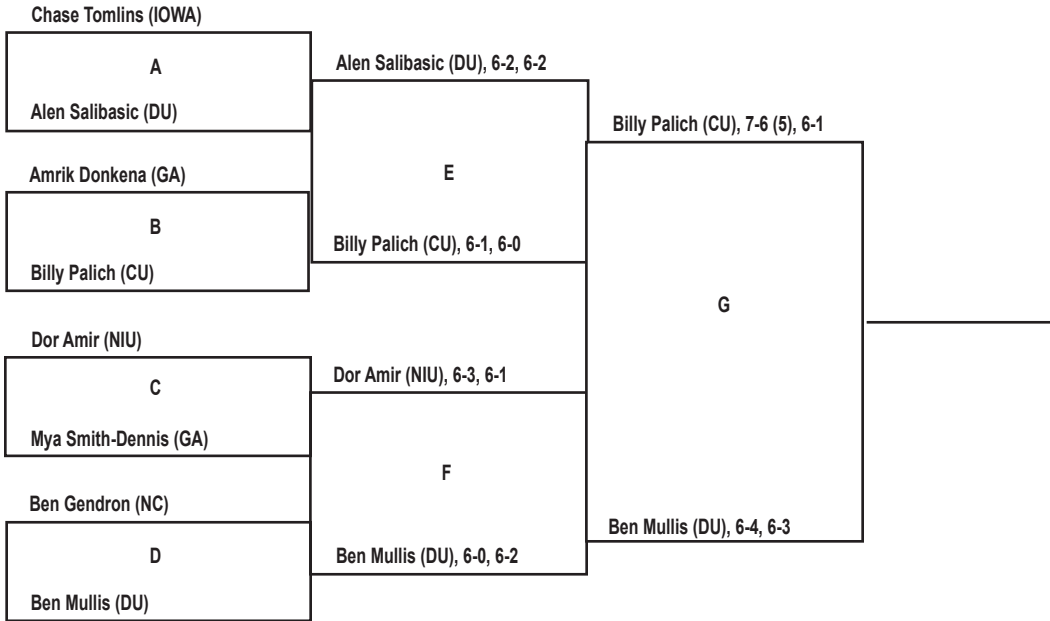 Chase Tomlins (IOWA)
A
Alen Salibasic (DU)
Amrik Donkena (GA)
B
Billy Palich (CU)
Dor Amir (NIU)
C
Mya Smith-Dennis (GA)
Ben Gendron (NC)
D
Ben Mullis (DU)
Alen Salibasic (DU), 6-2, 6-2
E
Billy Palich (CU), 6-1, 6-0
Dor Amir (NIU), 6-3, 6-1
F
Ben Mullis (DU), 6-0, 6-2
Billy Palich (CU), 7-6 (5), 6-1
G
Ben Mullis (DU), 6-4, 6-3